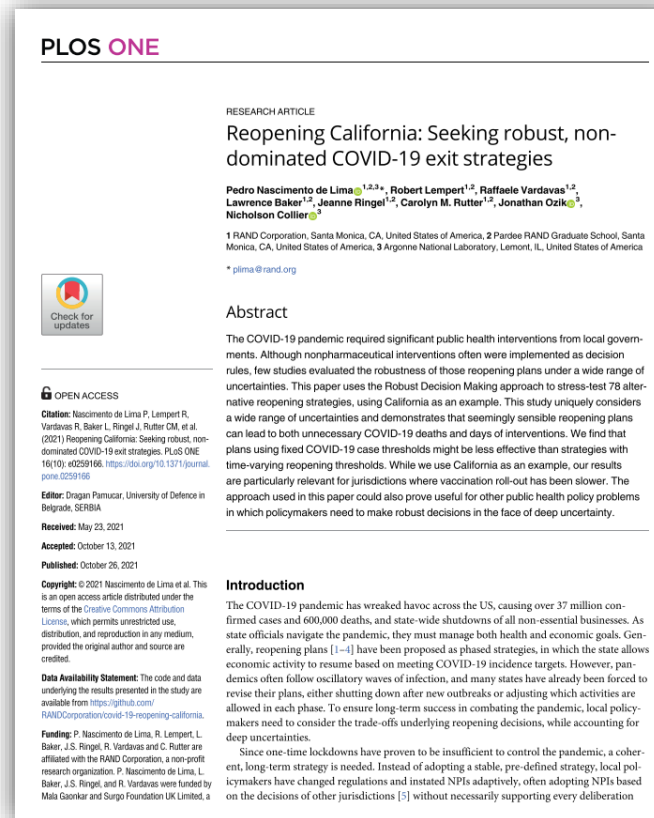 PLOS ONE
RESEARCH ARTICLE
Reopening California: Seeking robust, non-
dominated COVID-19 exit strategies
Pedro Nascimento de Lima 1,2,3*, Robert Lempert1,2, Raffaele Vardavas1,2,
Lawrence Baker1,2, Jeanne Ringel1,2, Carolyn M. Rutter1,2, Jonathan Ozik 3,
Nicholson Collier 3
1 RAND Corporation, Santa Monica, CA, United States of America, 2 Pardee RAND Graduate School, Santa
Monica, CA, United States of America, 3 Argonne National Laboratory, Lemont, IL, United States of America
* plima@rand.org
Check for
updates
Abstract
The COVID-19 pandemic required significant public health interventions from local govern-
ments. Although nonpharmaceutical interventions often were implemented as decision
rules, few studies evaluated the robustness of those reopening plans under a wide range of
uncertainties. This paper uses the Robust Decision Making approach to stress-test 78 alter-
native reopening strategies, using California as an example. This study uniquely considers
a wide range of uncertainties and demonstrates that seemingly sensible reopening plans
can lead to both unnecessary COVID-19 deaths and days of interventions. We find that
plans using fixed COVID-19 case thresholds might be less effective than strategies with
time-varying reopening thresholds. While we use California as an example, our results
are particularly relevant for jurisdictions where vaccination roll-out has been slower. The
approach used in this paper could also prove useful for other public health policy problems
in which policymakers need to make robust decisions in the face of deep uncertainty.
OPEN ACCESS
Citation: Nascimento de Lima P, Lempert R,
Vardavas R, Baker L, Ringel J, Rutter CM, et al.
(2021) Reopening California: Seeking robust, non-
dominated COVID-19 exit strategies. PLoS ONE
16(10): e0259166. https://doi.org/10.1371/journal.
pone.0259166
Editor: Dragan Pamucar, University of Defence in
Belgrade, SERBIA
Received: May 23, 2021
Accepted: October 13, 2021
Published: October 26, 2021
Copyright: © 2021 Nascimento de Lima et al. This
is an open access article distributed under the
terms of the Creative Commons Attribution
License, which permits unrestricted use,
distribution, and reproduction in any medium,
provided the original author and source are
credited.
Data Availability Statement: The code and data
underlying the results presented in the study are
available from https://github.com/
RANDCorporation/covid-19-reopening-california.
Funding: P. Nascimento de Lima, R. Lempert, L.
Baker, J.S. Ringel, R. Vardavas and C. Rutter are
affiliated with the RAND Corporation, a non-profit
research organization. P. Nascimento de Lima, L.
Baker, J.S. Ringel, and R. Vardavas were funded by
Mala Gaonkar and Surgo Foundation UK Limited, a
Introduction
The COVID-19 pandemic has wreaked havoc across the US, causing over 37 million con-
firmed cases and 600,000 deaths, and state-wide shutdowns of all non-essential businesses. As
state officials navigate the pandemic, they must manage both health and economic goals. Gen-
erally, reopening plans [1–4] have been proposed as phased strategies, in which the state allows
economic activity to resume based on meeting COVID-19 incidence targets. However, pan-
demics often follow oscillatory waves of infection, and many states have already been forced to
revise their plans, either shutting down after new outbreaks or adjusting which activities are
allowed in each phase. To ensure long-term success in combating the pandemic, local policy-
makers need to consider the trade-offs underlying reopening decisions, while accounting for
deep uncertainties.
Since one-time lockdowns have proven to be insufficient to control the pandemic, a coher-
ent, long-term strategy is needed. Instead of adopting a stable, pre-defined strategy, local pol-
icymakers have changed regulations and instated NPIs adaptively, often adopting NPIs based
on the decisions of other jurisdictions [5] without necessarily supporting every deliberation